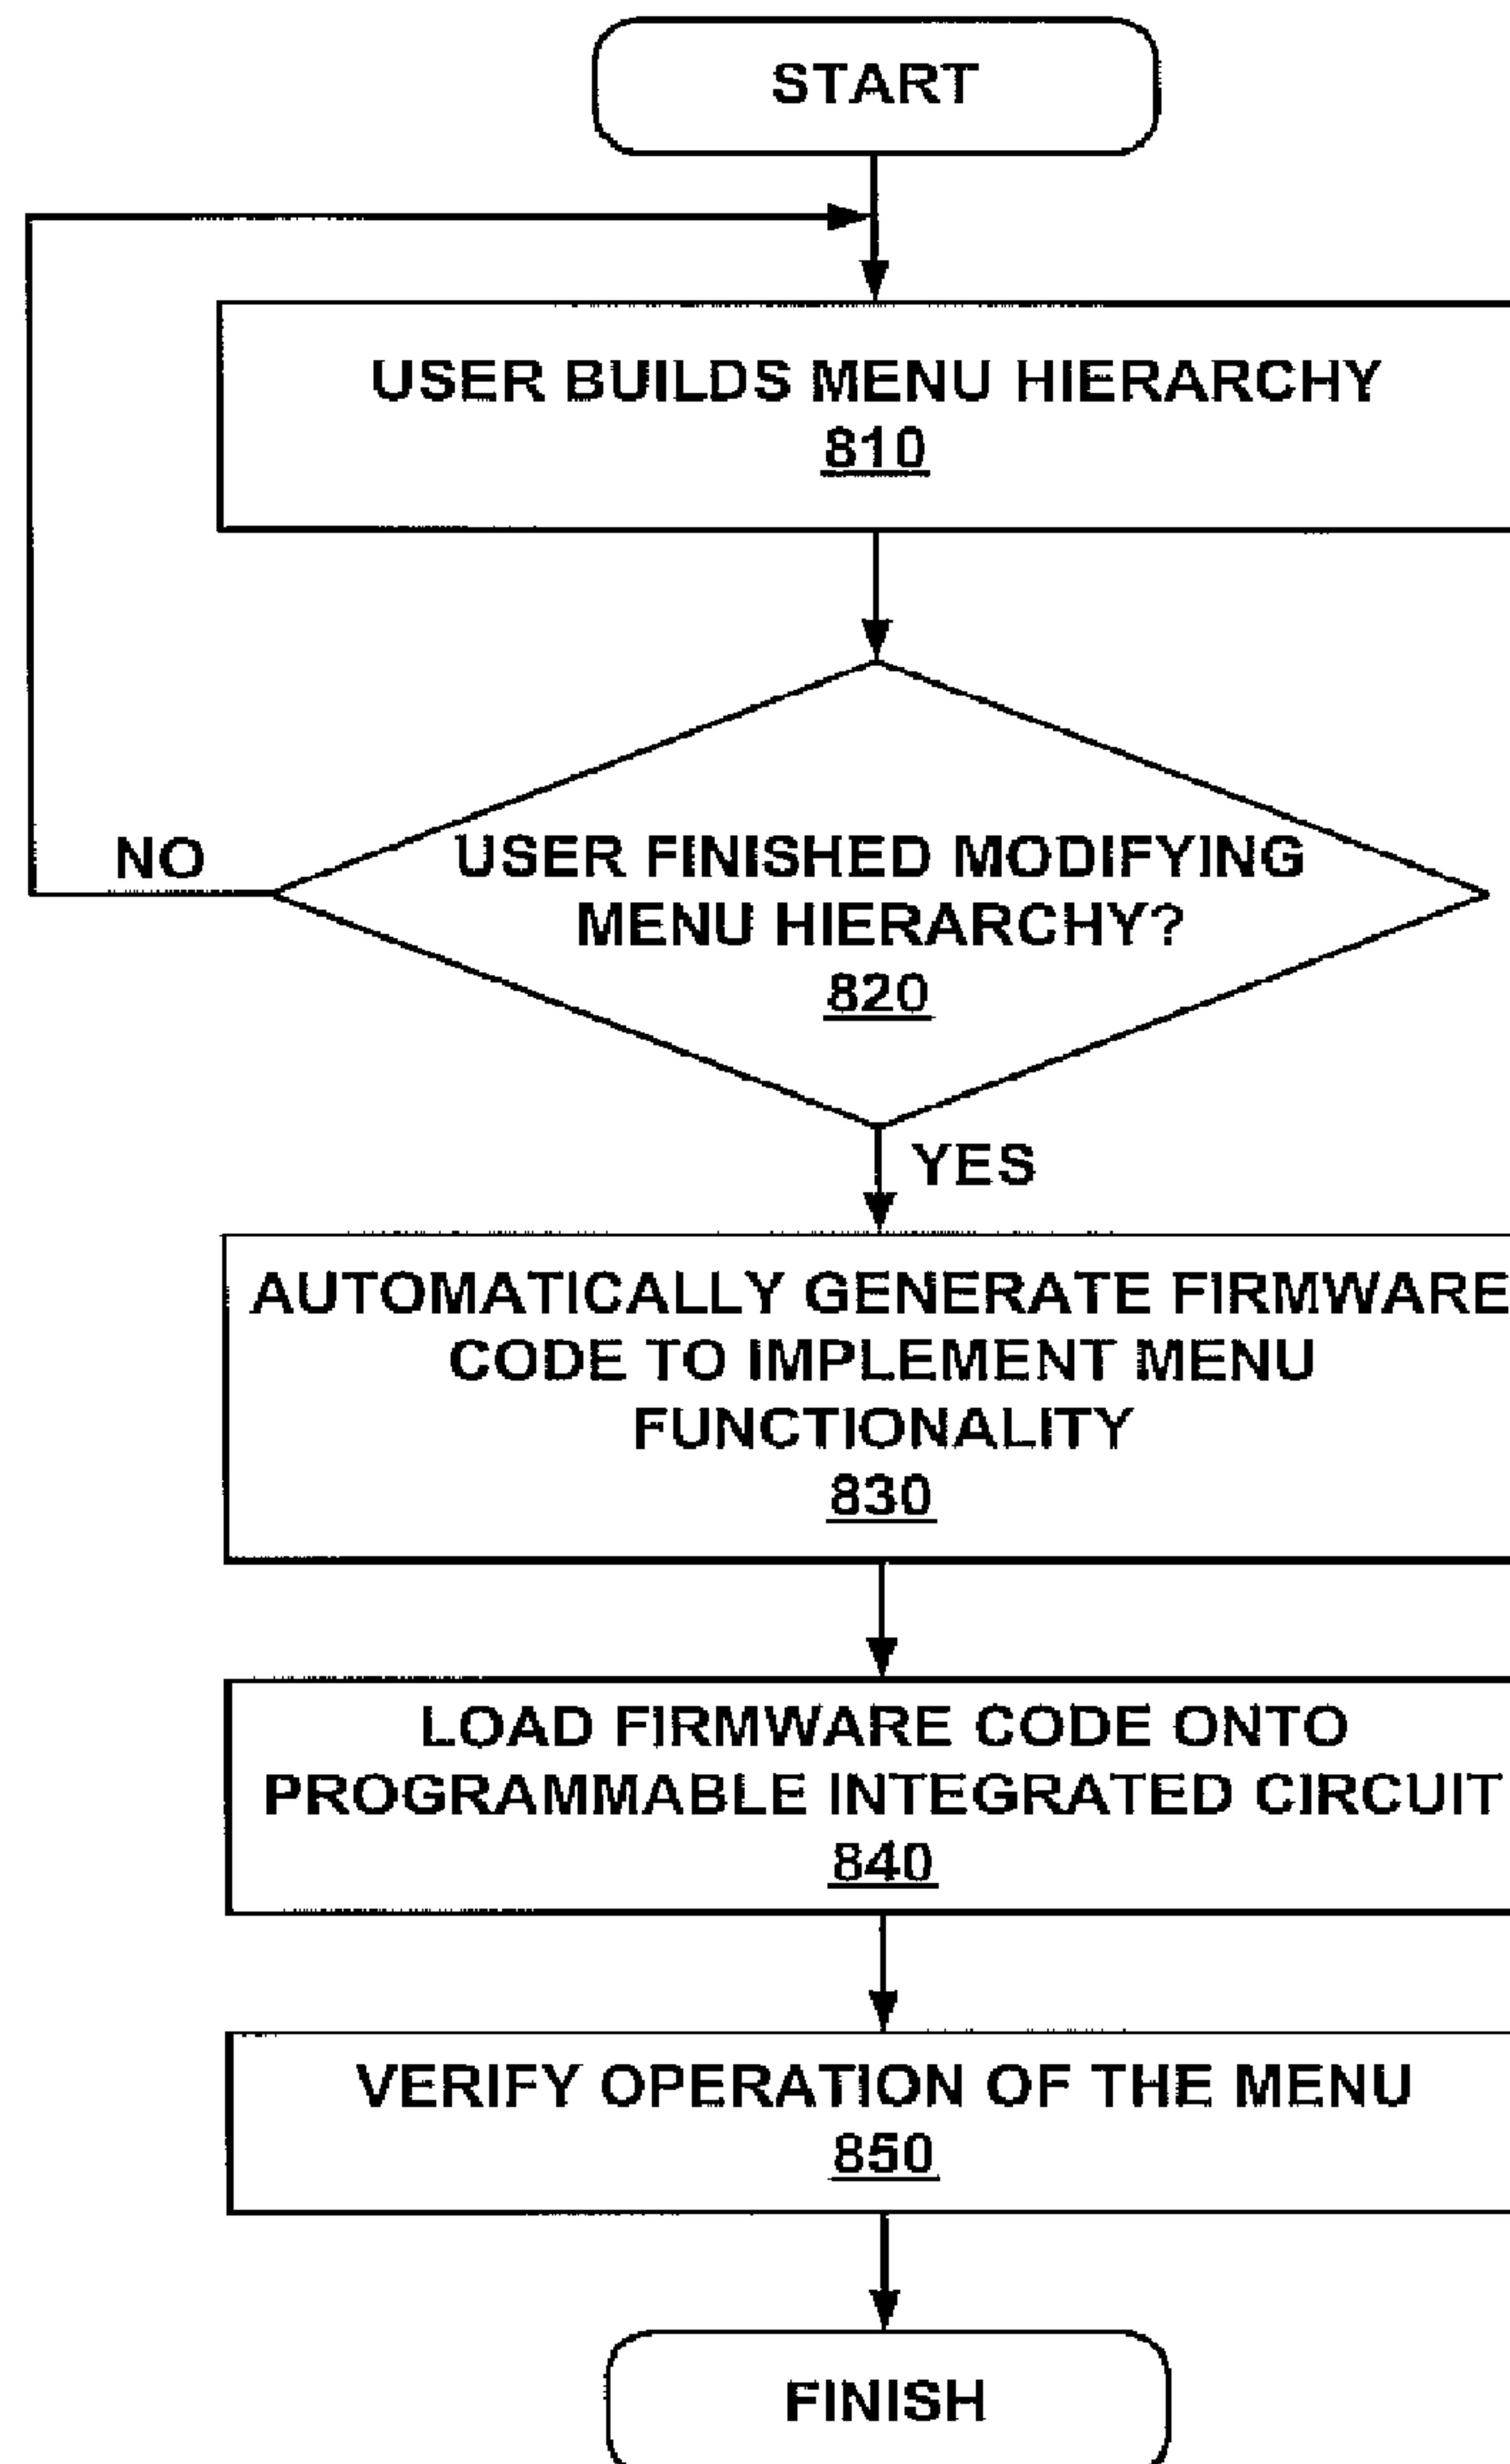 START
USER BUILDS MENU HIERARCHY
810
USER FINISHED MODIFYING
MENU HIERARCHY?
820
NO
YES
AUTOMATICALLY GENERATE FIRMWARE
CODE TO IMPLEMENT MENU
FUNCTIONALITY
830
LOAD FIRMWARE CODE ONTO
PROGRAMMABLE INTEGRATED CIRCUIT
840
VERIFY OPERATION OF THE MENU
850
FINISH